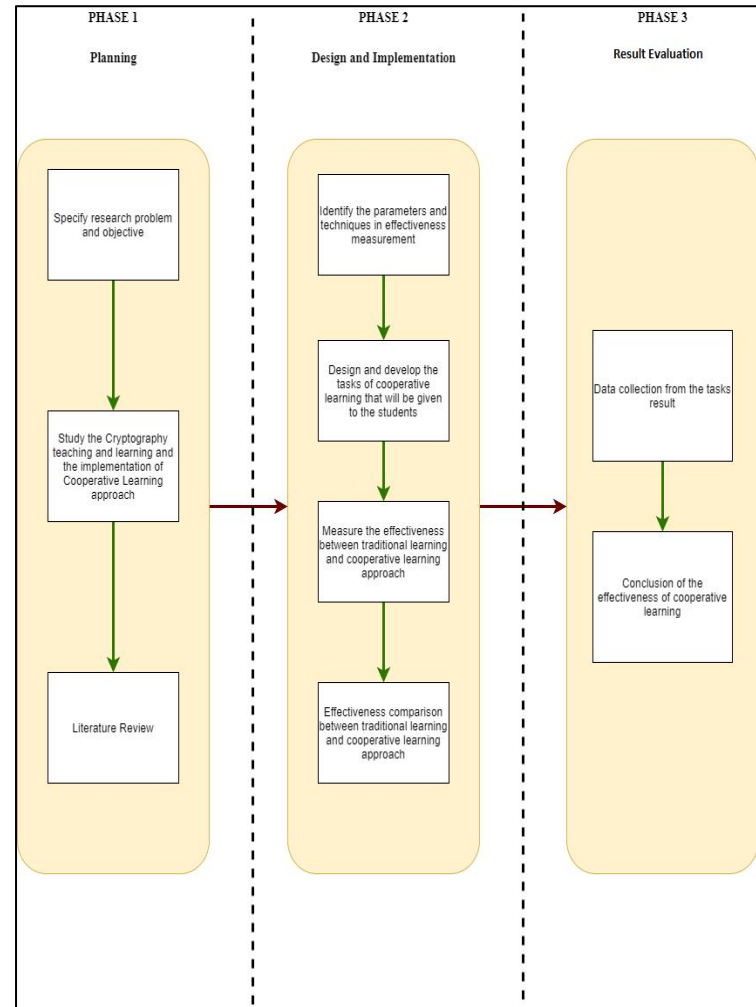 PHASE 1
Planning
Specify research problem
and objective
Study the Cryptography
teaching and learning and
the implementation of
Cooperative Learning
approach
Literature Review
PHASE 2
Design and Implementation
Identify the parameters and
techniques in effectiveness
measurement
Design and develop the
tasks of cooperative
learning that will be given
to the students
Measure the effectiveness
between traditional learning
and cooperative learning
approach
Effectiveness comparison
between traditional learning
and cooperative learning
approach
PHASE 3
Result Evaluation
Data collection from the tasks
result
Conclusion of the
effectiveness of cooperative
learning